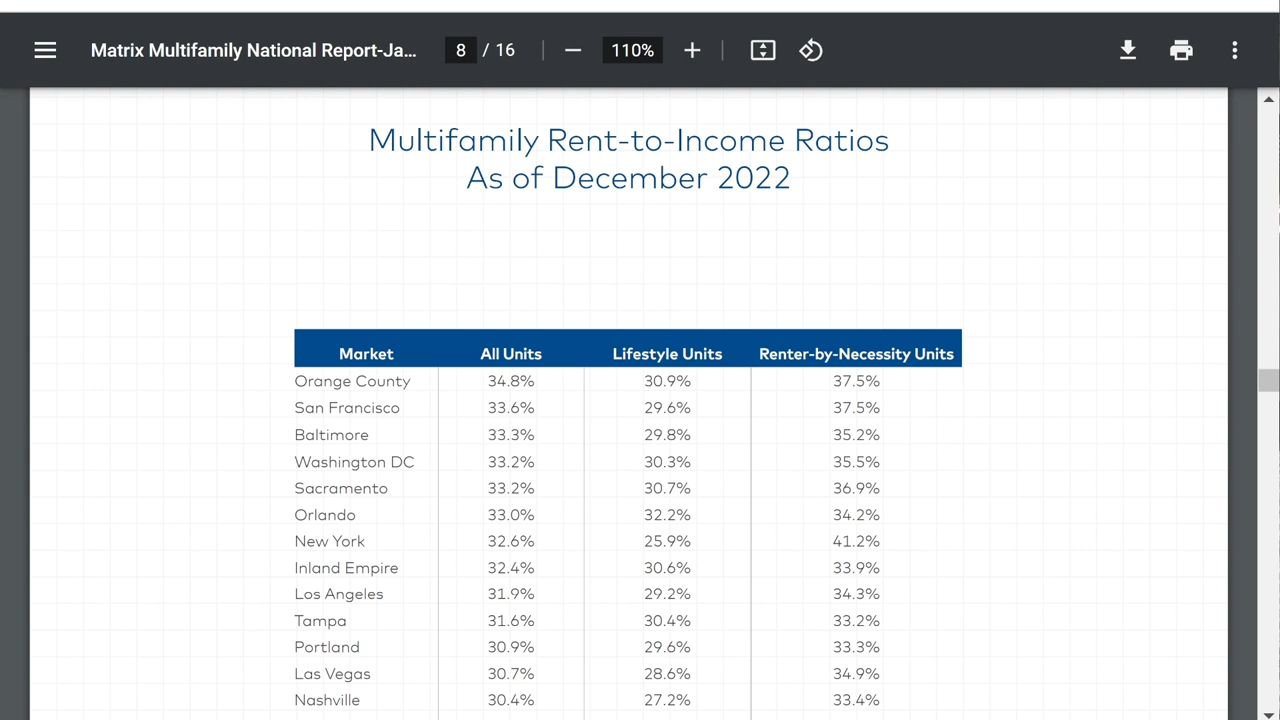 Matrix Multifamily National Report-Ja... 8 / 16 110%
Multifamily Rent-to-Income Ratios
As of December 2022
Market All Units Lifestyle Units Renter-by-Necessity Units
Orange County 34.8% 30.9% 37.5%
San Francisco 33.6% 29.6% 37.5%
Baltimore 33.3% 29.8% 35.2%
Washington DC 33.2% 30.3% 35.5%
Sacramento 33.2% 30.7% 36.9%
Orlando 33.0% 32.2% 34.2%
New York 32.6% 25.9% 41.2%
Inland Empire 32.4% 30.6% 33.9%
Los Angeles 31.9% 29.2% 34.3%
Tampa 31.6% 30.4% 33.2%
Portland 30.9% 29.6% 33.3%
Las Vegas 30.7% 28.6% 34.9%
Nashville 30.4% 27.2% 33.4%